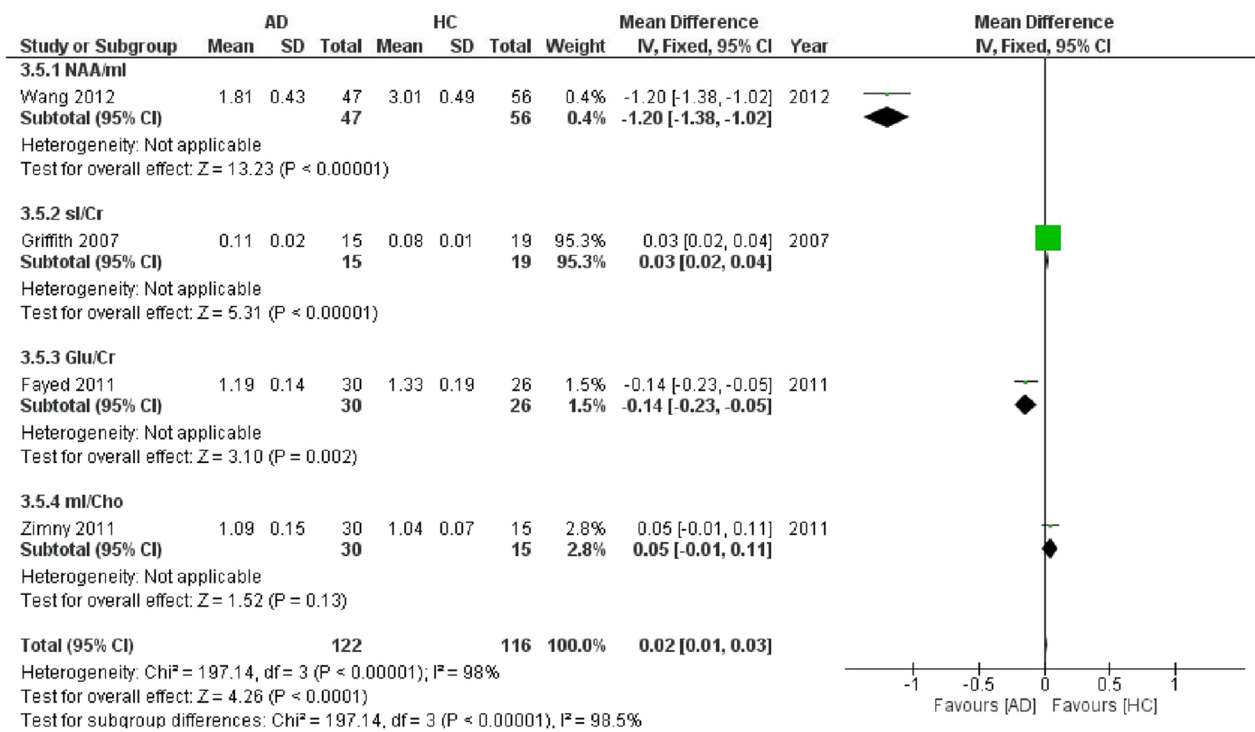 AD HC Mean Difference Mean Difference
Study or Subgroup Mean SD Total Mean SD Total Weight IV, Fixed, 95% CI Year IV, Fixed, 95% CI
3.5.1 NAA/mI
Wang 2012 1.81 0.43 47 3.01 0.49 56 0.4% -1.20 [-1.38, -1.02] 2012
Subtotal (95% CI) 47 56 0.4% -1.20 [-1.38, -1.02]
Heterogeneity: Not applicable
Test for overall effect: Z = 13.23 (P < 0.00001)
3.5.2 sI/Cr
Griffith 2007 0.11 0.02 15 0.08 0.01 19 95.3% 0.03 [0.02, 0.04] 2007
Subtotal (95% CI) 15 19 95.3% 0.03 [0.02, 0.04]
Heterogeneity: Not applicable
Test for overall effect: Z = 5.31 (P < 0.00001)
3.5.3 Glu/Cr
Fayed 2011 1.19 0.14 30 1.33 0.19 26 1.5% -0.14 [-0.23, -0.05] 2011
Subtotal (95% CI) 30 26 1.5% -0.14 [-0.23, -0.05]
Heterogeneity: Not applicable
Test for overall effect: Z = 3.10 (P = 0.002)
3.5.4 mI/Cho
Zimny 2011 1.09 0.15 30 1.04 0.07 15 2.8% 0.05 [-0.01, 0.11] 2011
Subtotal (95% CI) 30 15 2.8% 0.05 [-0.01, 0.11]
Heterogeneity: Not applicable
Test for overall effect: Z = 1.52 (P = 0.13)
Total (95% CI) 122 116 100.0% 0.02 [0.01, 0.03]
Heterogeneity: Chi² = 197.14, df = 3 (P < 0.00001); I² = 98%
Test for overall effect: Z = 4.26 (P < 0.0001)
Test for subgroup differences: Chi² = 197.14, df = 3 (P < 0.00001), I² = 98.5%
-1 -0.5 0 0.5 1
Favours [AD] Favours [HC]